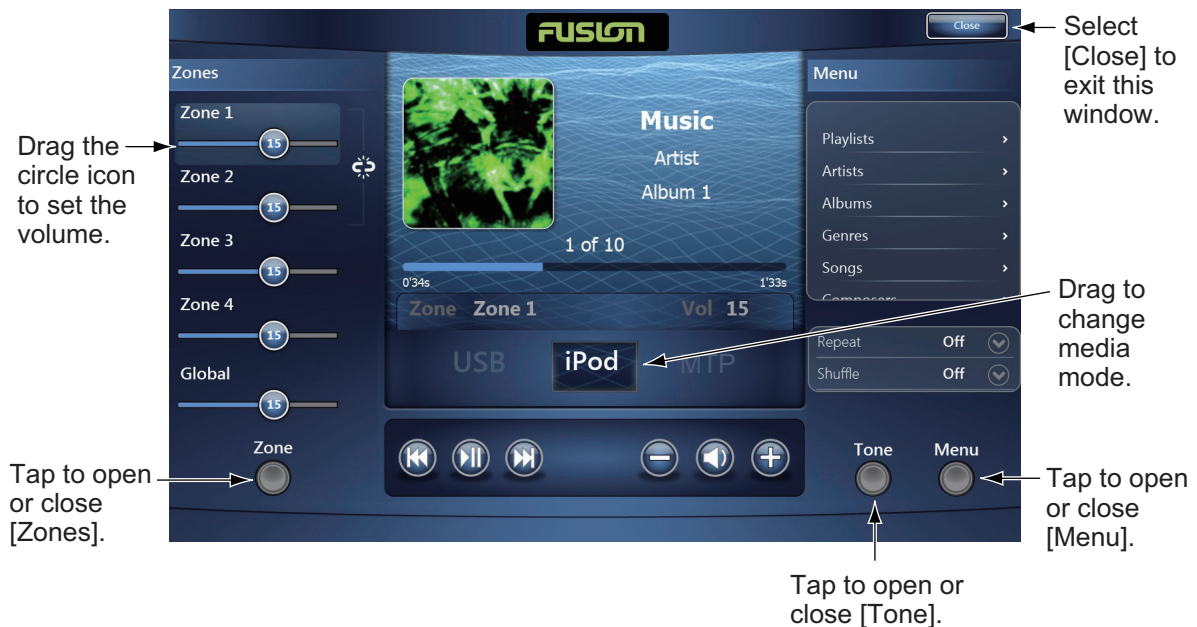 FUSION
Close
Select
[Close] to
exit this
window.
Zones
Zone 1
15
Zone 2
15
Zone 3
15
Zone 4
15
Global
15
Zone
Drag the
circle icon
to set the
volume.
Tap to open
or close
[Zones].
Music
Artist
Album 1
1 of 10
0'34s 1'33s
Zone Zone 1 Vol 15
USB iPod MTP
Menu
Playlists
Artists
Albums
Genres
Songs
Composers
Repeat Off
Shuffle Off
Drag to
change
media
mode.
Tone Menu
Tap to open
or close
[Menu].
Tap to open or
close [Tone].